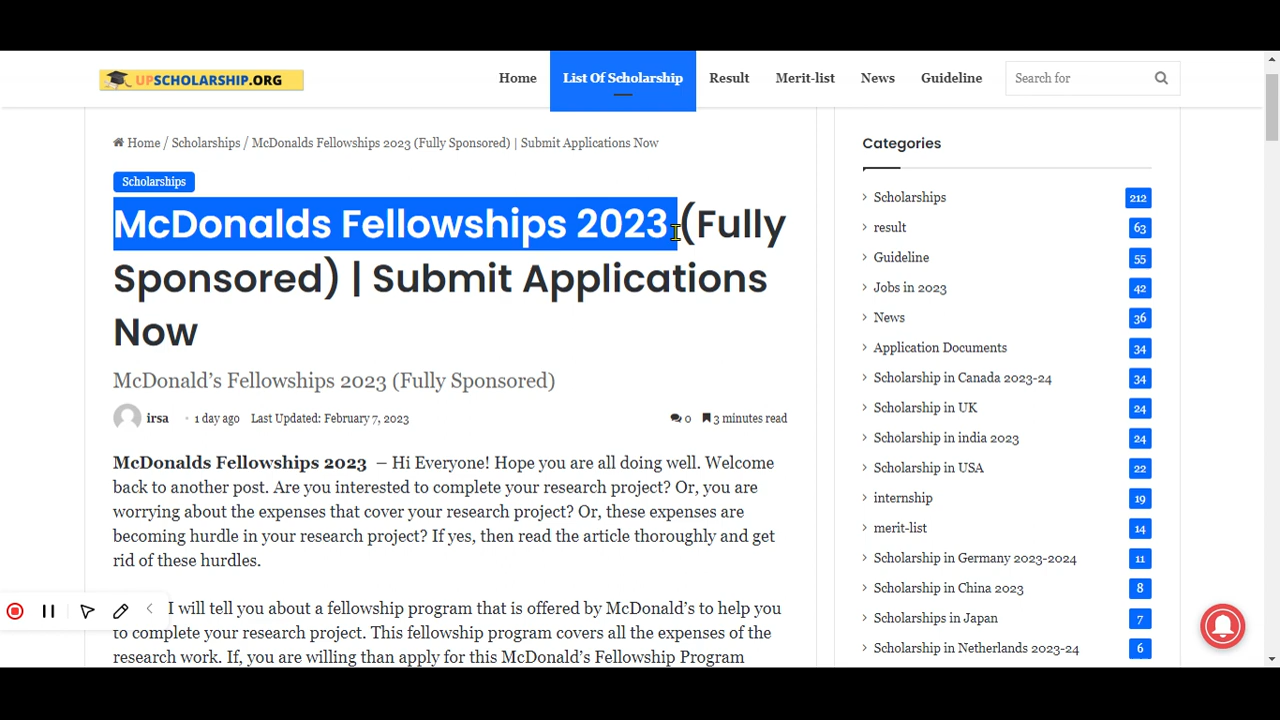 UPSCHOLARSHIP.ORG
Home
List Of Scholarship
Result
Merit-list
News
Guideline
Search for
Home / Scholarships / McDonalds Fellowships 2023 (Fully Sponsored) | Submit Applications Now
Scholarships
McDonalds Fellowships 2023 (Fully
Sponsored) | Submit Applications
Now
McDonald’s Fellowships 2023 (Fully Sponsored)
irsa • 1 day ago Last Updated: February 7, 2023
0 3 minutes read
McDonalds Fellowships 2023 – Hi Everyone! Hope you are all doing well. Welcome
back to another post. Are you interested to complete your research project? Or, you are
worrying about the expenses that cover your research project? Or, these expenses are
becoming hurdle in your research project? If yes, then read the article thoroughly and get
rid of these hurdles.
I will tell you about a fellowship program that is offered by McDonald’s to help you
to complete your research project. This fellowship program covers all the expenses of the
research work. If, you are willing than apply for this McDonald’s Fellowship Program
Categories
Scholarships 212
result 63
Guideline 55
Jobs in 2023 42
News 36
Application Documents 34
Scholarship in Canada 2023-24 34
Scholarship in UK 24
Scholarship in india 2023 24
Scholarship in USA 22
internship 19
merit-list 14
Scholarship in Germany 2023-2024 11
Scholarship in China 2023 8
Scholarships in Japan 7
Scholarship in Netherlands 2023-24 6